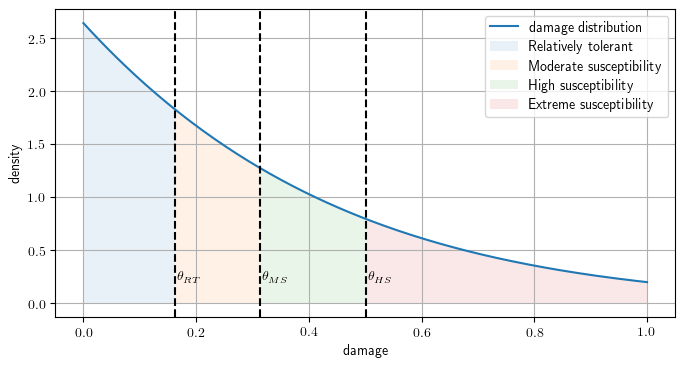 damage distribution
Relatively tolerant
Moderate susceptibility
High susceptibility
Extreme susceptibility
density
2.5
2.0
1.5
1.0
0.5
0.0
θ_RT
θ_MS
θ_HS
0.0 0.2 0.4 0.6 0.8 1.0
damage